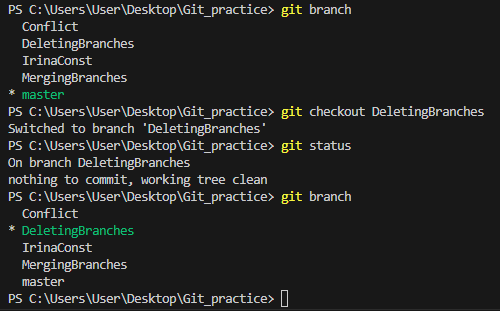 PS C:\Users\User\Desktop\Git_practice> git branch
  Conflict
  DeletingBranches
  IrinaConst
  MergingBranches
* master
PS C:\Users\User\Desktop\Git_practice> git checkout DeletingBranches
Switched to branch 'DeletingBranches'
PS C:\Users\User\Desktop\Git_practice> git status
On branch DeletingBranches
nothing to commit, working tree clean
PS C:\Users\User\Desktop\Git_practice> git branch
  Conflict
* DeletingBranches
  IrinaConst
  MergingBranches
  master
PS C:\Users\User\Desktop\Git_practice>